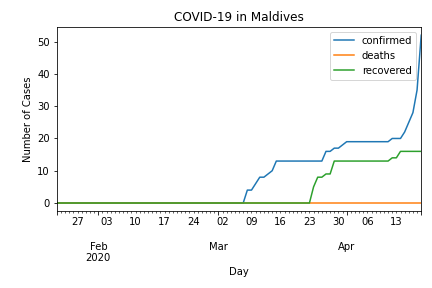 COVID-19 in Maldives
confirmed
deaths
recovered
Number of Cases
50
40
30
20
10
0
27 03 10 17 24 02 09 16 23 30 06 13
Feb Mar Apr
2020
Day